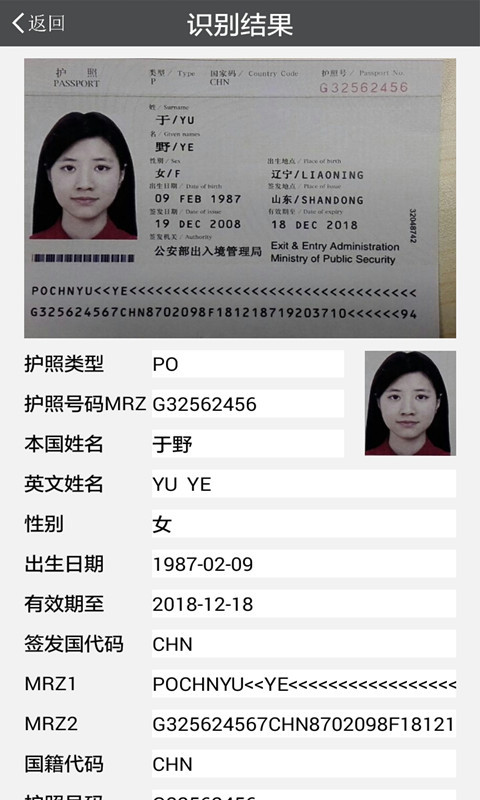 返回
识别结果
护 照
PASSPORT
类型 / Type
P
国家码 / Country Code
CHN
护照号 / Passport No.
G32562456
姓 / Surname
于/YU
名 / Given names
野/YE
性别 / Sex
女/F
出生地点 / Place of birth
辽宁/LIAONING
出生日期 / Date of birth
09 FEB 1987
签发地点 / Place of issue
山东/SHANDONG
签发日期 / Date of issue
19 DEC 2008
有效期至 / Date of expiry
18 DEC 2018
签发机关 / Authority
公安部出入境管理局
Exit & Entry Administration
Ministry of Public Security
32048742
POCHNYU<<YE<<<<<<<<<<<<<<<<<<<<<<<<<<<<<<<<<
G325624567CHN8702098F181218719203710<<<<<<94
护照类型 PO
护照号码MRZ G32562456
本国姓名 于野
英文姓名 YU YE
性别 女
出生日期 1987-02-09
有效期至 2018-12-18
签发国代码 CHN
MRZ1 POCHNYU<<YE<<<<<<<<<<<<<<<<<
MRZ2 G325624567CHN8702098F18121
国籍代码 CHN
护照号码 G32562456